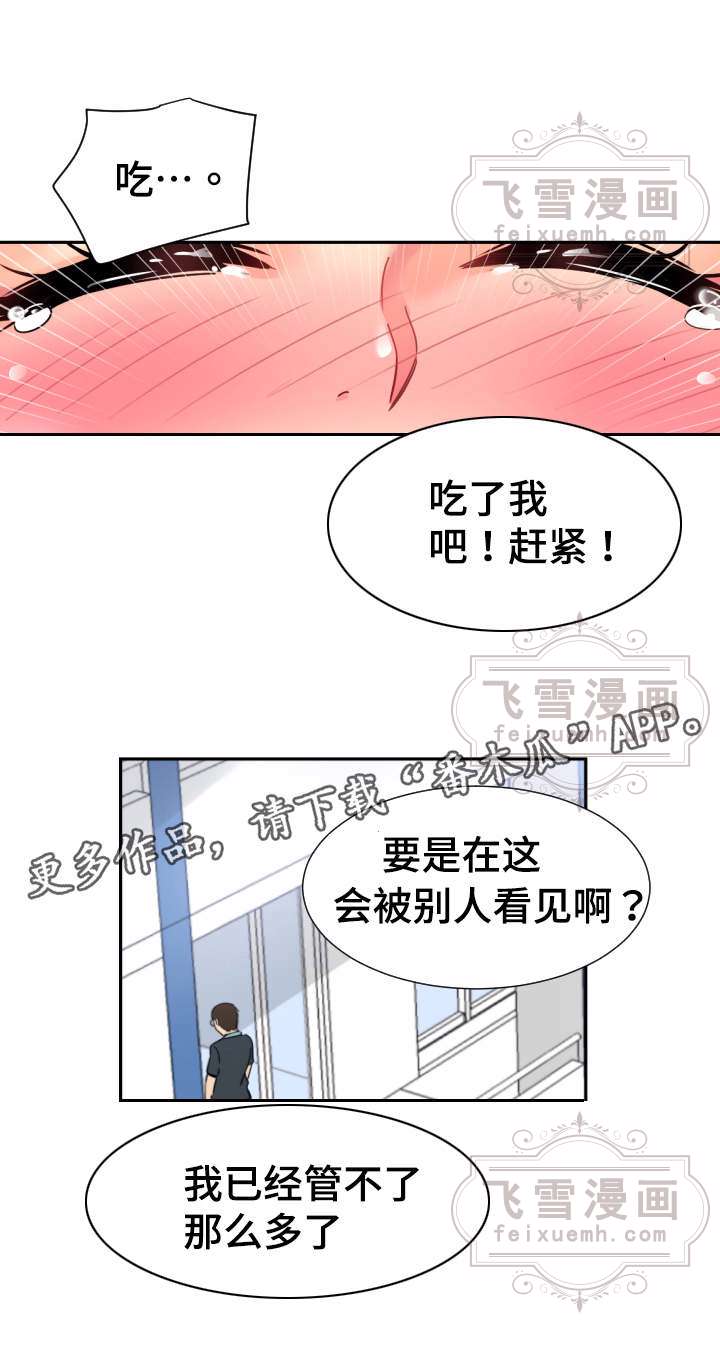 吃…。
飞雪漫画
feixuemh.com
吃了我
吧！赶紧！
飞雪漫画
feixuemh.com
更多作品，请下载“番木瓜”APP。
要是在这
会被别人看见啊？
我已经管不了
那么多了
飞雪漫画
feixuemh.com